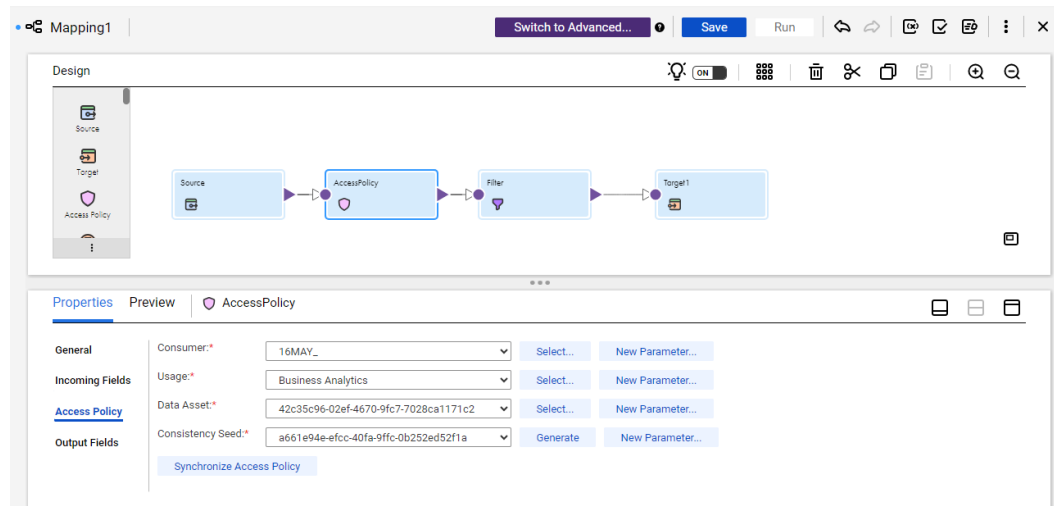 Mapping1
Switch to Advanced...
Save
Run
Design
ON
Source
Target
Access Policy
Source
AccessPolicy
Filter
Target1
Properties
Preview
AccessPolicy
General
Incoming Fields
Access Policy
Output Fields
Consumer:*
16MAY_
Select...
New Parameter...
Usage:*
Business Analytics
Select...
New Parameter...
Data Asset:*
42c35c96-02ef-4670-9fc7-7028ca1171c2
Select...
New Parameter...
Consistency Seed:*
a661e94e-efcc-40fa-9ffc-0b252ed52f1a
Generate
New Parameter...
Synchronize Access Policy